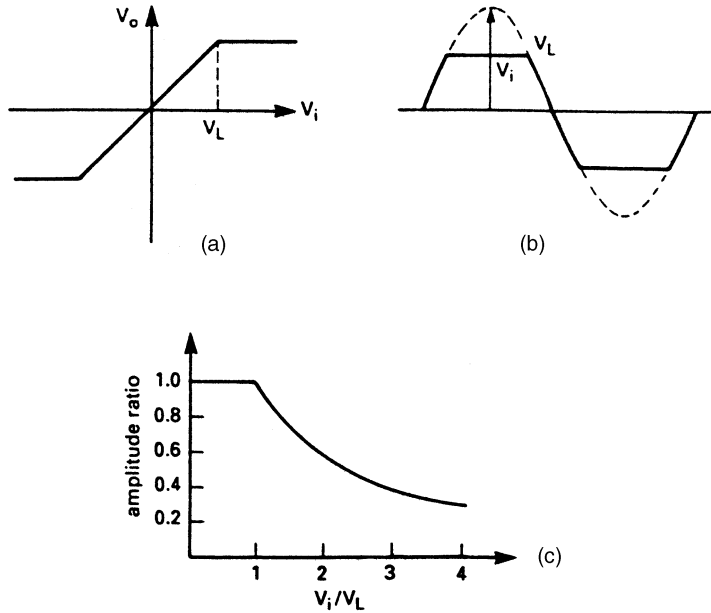 Vo
Vi
VL
(a)
VL
Vi
(b)
amplitude ratio
1.0
0.8
0.6
0.4
0.2
1 2 3 4
Vi/VL
(c)